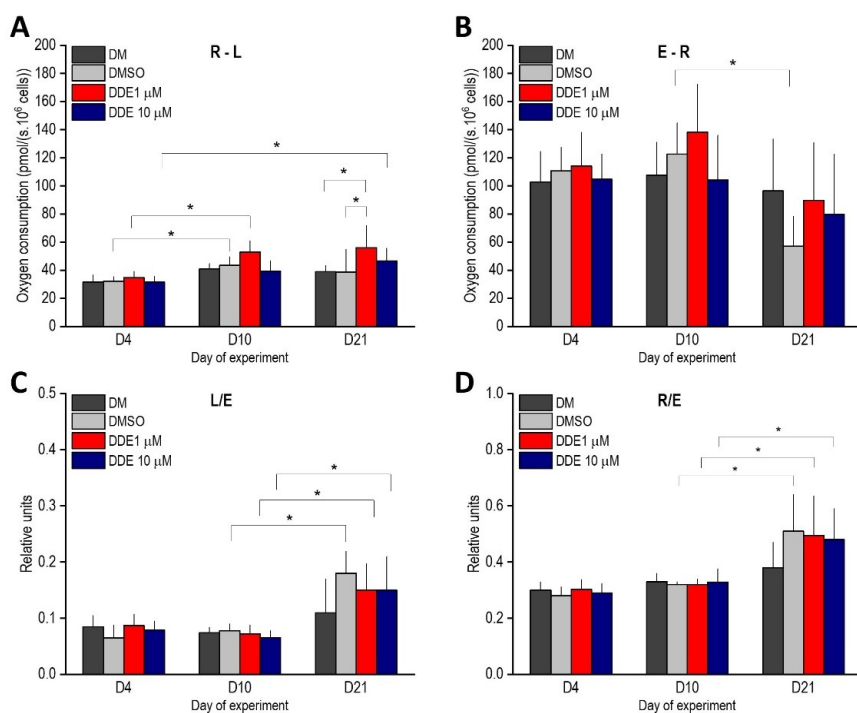 A
R - L
DM
DMSO
DDE1 μM
DDE 10 μM
Oxygen consumption (pmol/(s.10⁶ cells))
200
180
160
140
120
100
80
60
40
20
0
*
*
*
*
*
D4
D10
D21
Day of experiment
B
E - R
DM
DMSO
DDE1 μM
DDE 10 μM
Oxygen consumption (pmol/(s.10⁶ cells))
200
180
160
140
120
100
80
60
40
20
0
*
D4
D10
D21
Day of experiment
C
L/E
DM
DMSO
DDE1 μM
DDE 10 μM
Relative units
0.5
0.4
0.3
0.2
0.1
0.0
*
*
*
D4
D10
D21
Day of experiment
D
R/E
DM
DMSO
DDE1 μM
DDE 10 μM
Relative units
1.0
0.8
0.6
0.4
0.2
0.0
*
*
*
D4
D10
D21
Day of experiment